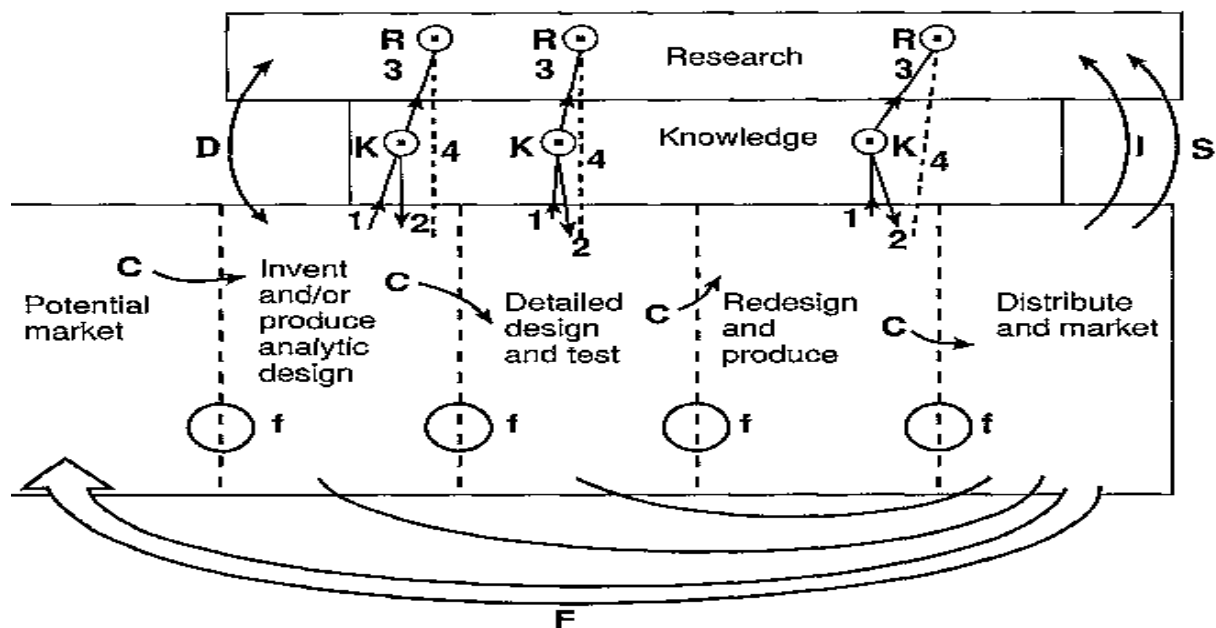 R
R
R
3
3
3
Research
D
K
4
K
4
Knowledge
K
4
I
S
1
2
1
2
1
2
C
C
C
C
Potential
market
Invent
and/or
produce
analytic
design
Detailed
design
and test
Redesign
and
produce
Distribute
and market
f
f
f
f
F